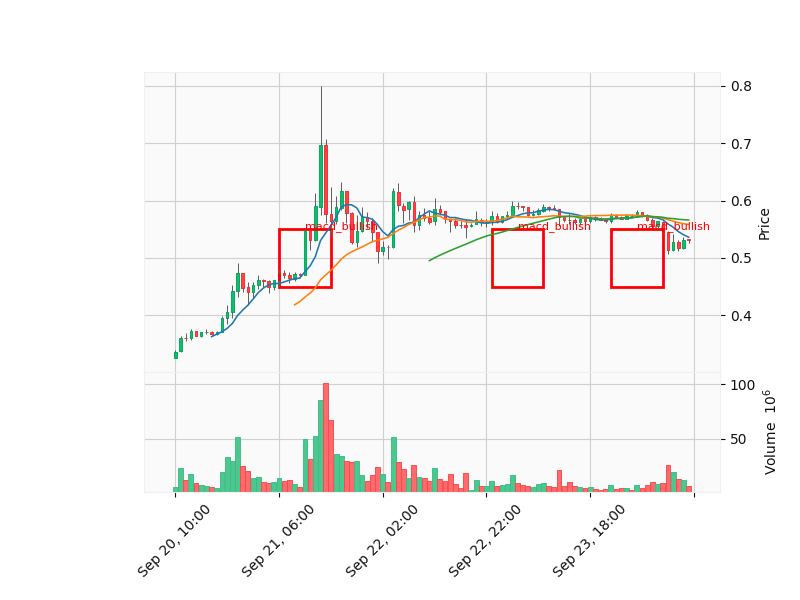 0.8
0.7
0.6
0.5
0.4
Price
macd_bullish
macd_bullish
macd_bullish
100
50
Volume 10^6
Sep 20, 10:00
Sep 21, 06:00
Sep 22, 02:00
Sep 22, 22:00
Sep 23, 18:00